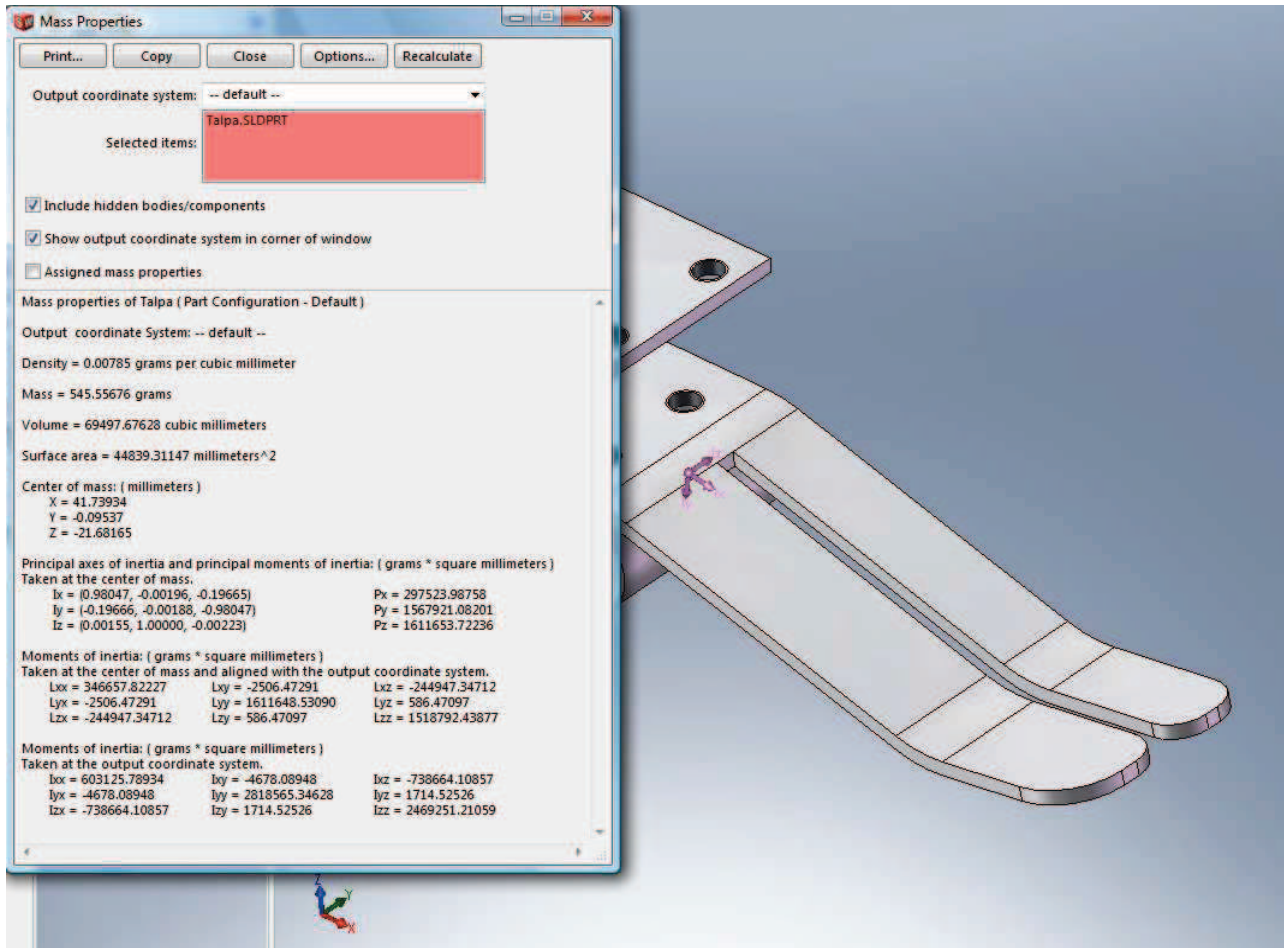 Mass Properties
Print... Copy Close Options... Recalculate
Output coordinate system: -- default --
Talpa.SLDPRT
Selected items:
Include hidden bodies/components
Show output coordinate system in corner of window
Assigned mass properties
Mass properties of Talpa ( Part Configuration - Default )
Output coordinate System: -- default --
Density = 0.00785 grams per cubic millimeter
Mass = 545.55676 grams
Volume = 69497.67628 cubic millimeters
Surface area = 44839.31147 millimeters^2
Center of mass: ( millimeters )
X = 41.73934
Y = -0.09537
Z = -21.68165
Principal axes of inertia and principal moments of inertia: ( grams * square millimeters )
Taken at the center of mass.
Ix = (0.98047, -0.00196, -0.19665) Px = 297523.98758
Iy = (-0.19666, -0.00188, -0.98047) Py = 1567921.08201
Iz = (0.00155, 1.00000, -0.00223) Pz = 1611653.72236
Moments of inertia: ( grams * square millimeters )
Taken at the center of mass and aligned with the output coordinate system.
Lxx = 346657.82227 Lxy = -2506.47291 Lxz = -244947.34712
Lyx = -2506.47291 Lyy = 1611648.53090 Lyz = 586.47097
Lzx = -244947.34712 Lzy = 586.47097 Lzz = 1518792.43877
Moments of inertia: ( grams * square millimeters )
Taken at the output coordinate system.
Ixx = 603125.78934 Ixy = -4678.08948 Ixz = -738664.10857
Iyx = -4678.08948 Iyy = 2818565.34628 Iyz = 1714.52526
Izx = -738664.10857 Izy = 1714.52526 Izz = 2469251.21059
Z
Y
X